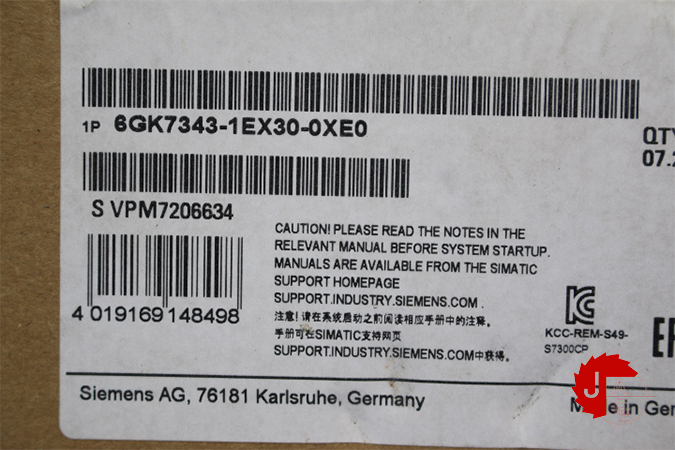 1P 6GK7343-1EX30-0XE0
QTY
07.2
S VPM7206634
CAUTION! PLEASE READ THE NOTES IN THE
RELEVANT MANUAL BEFORE SYSTEM STARTUP.
MANUALS ARE AVAILABLE FROM THE SIMATIC
SUPPORT HOMEPAGE
SUPPORT.INDUSTRY.SIEMENS.COM .
注意! 请在系统启动之前阅读相应手册中的注释。
手册可在SIMATIC支持网页
SUPPORT.INDUSTRY.SIEMENS.COM中获得。
4 019169 148498
KCC-REM-S49-
S7300CP
Siemens AG, 76181 Karlsruhe, Germany
in Ger
J